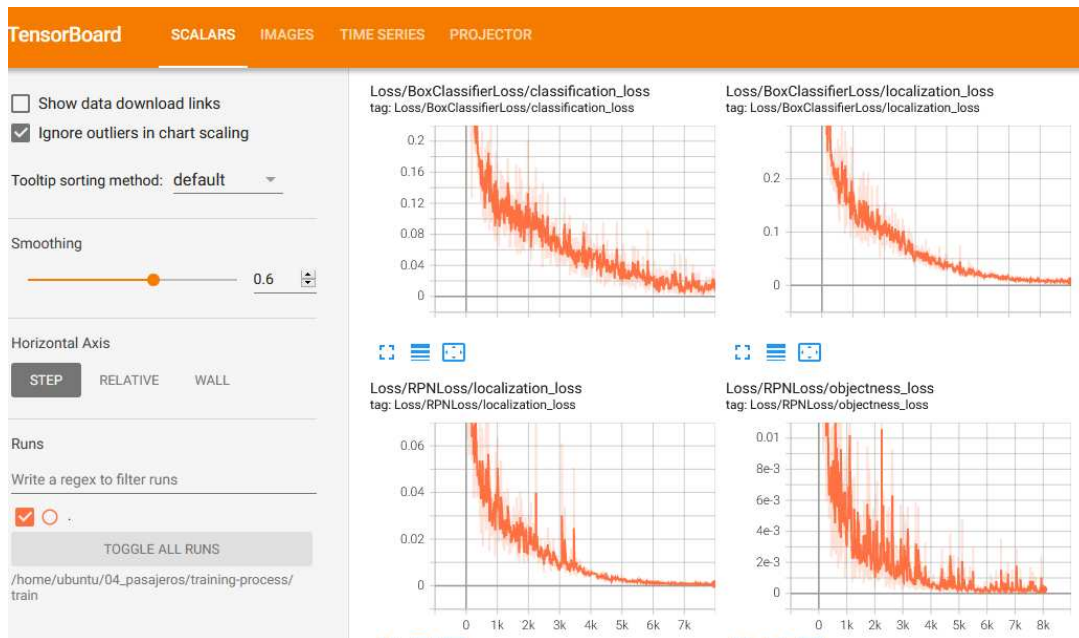 TensorBoard SCALARS IMAGES TIME SERIES PROJECTOR
Show data download links
Ignore outliers in chart scaling
Tooltip sorting method: default
Smoothing
0.6
Horizontal Axis
STEP RELATIVE WALL
Runs
Write a regex to filter runs
.
TOGGLE ALL RUNS
/home/ubuntu/04_pasajeros/training-process/
train
Loss/BoxClassifierLoss/classification_loss
tag: Loss/BoxClassifierLoss/classification_loss
0.2
0.16
0.12
0.08
0.04
0
Loss/BoxClassifierLoss/localization_loss
tag: Loss/BoxClassifierLoss/localization_loss
0.2
0.1
0
Loss/RPNLoss/localization_loss
tag: Loss/RPNLoss/localization_loss
0.06
0.04
0.02
0
0 1k 2k 3k 4k 5k 6k 7k
Loss/RPNLoss/objectness_loss
tag: Loss/RPNLoss/objectness_loss
0.01
8e-3
6e-3
4e-3
2e-3
0
0 1k 2k 3k 4k 5k 6k 7k 8k